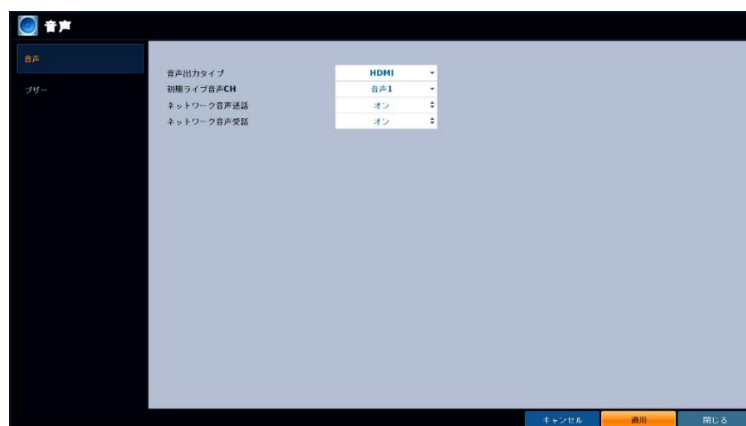 音声
音声
ブザー
音声出力タイプ HDMI
初期ライブ音声CH 音声1
ネットワーク音声送話 オン
ネットワーク音声受話 オン
キャンセル 適用 閉じる